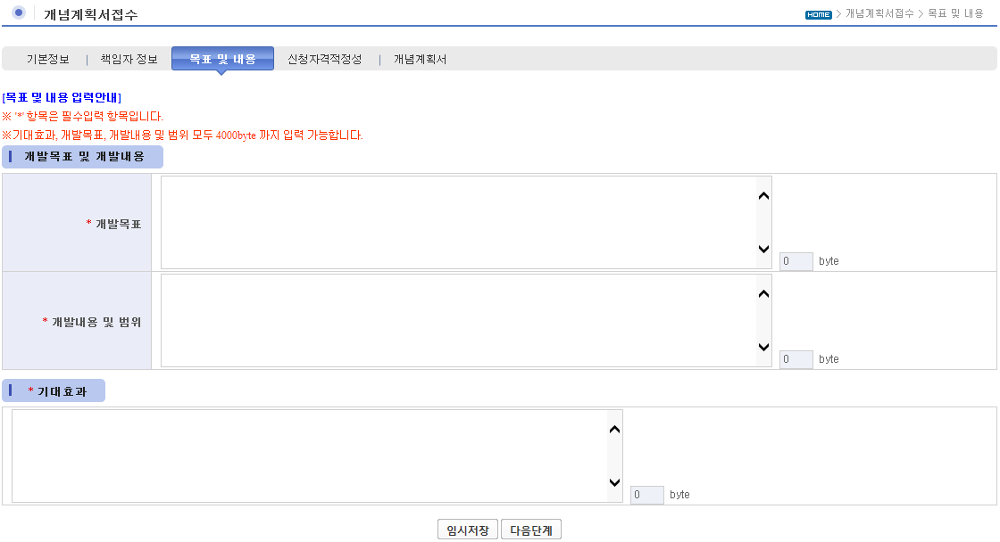 개념계획서접수
HOME > 개념계획서접수 > 목표 및 내용
기본정보 | 책임자 정보 목표 및 내용 신청자격적정성 | 개념계획서
[목표 및 내용 입력안내]
※ '*' 항목은 필수입력 항목입니다.
※기대효과, 개발목표, 개발내용 및 범위 모두 4000byte 까지 입력 가능합니다.
개발목표 및 개발내용
* 개발목표
0 byte
* 개발내용 및 범위
0 byte
* 기대효과
0 byte
임시저장 다음단계